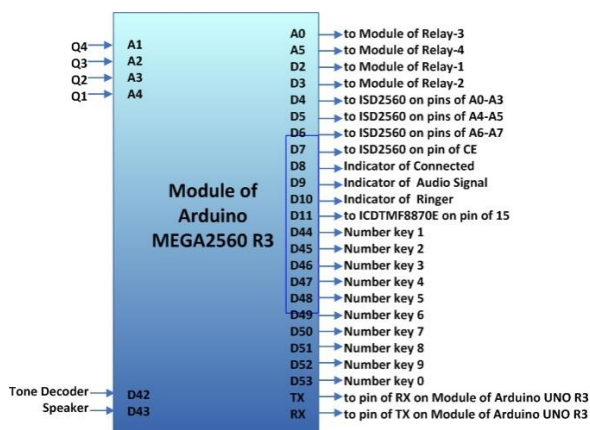 A0 to Module of Relay-3
Q4 A1 A5 to Module of Relay-4
Q3 A2 D2 to Module of Relay-1
Q2 A3 D3 to Module of Relay-2
Q1 A4 D4 to ISD2560 on pins of A0-A3
D5 to ISD2560 on pins of A4-A5
D6 to ISD2560 on pins of A6-A7
D7 to ISD2560 on pin of CE
D8 Indicator of Connected
D9 Indicator of Audio Signal
D10 Indicator of Ringer
D11 to ICDTMF8870E on pin of 15
Module of
Arduino
MEGA2560 R3
D44 Number key 1
D45 Number key 2
D46 Number key 3
D47 Number key 4
D48 Number key 5
D49 Number key 6
D50 Number key 7
D51 Number key 8
D52 Number key 9
D53 Number key 0
Tone Decoder D42 TX to pin of RX on Module of Arduino UNO R3
Speaker D43 RX to pin of TX on Module of Arduino UNO R3